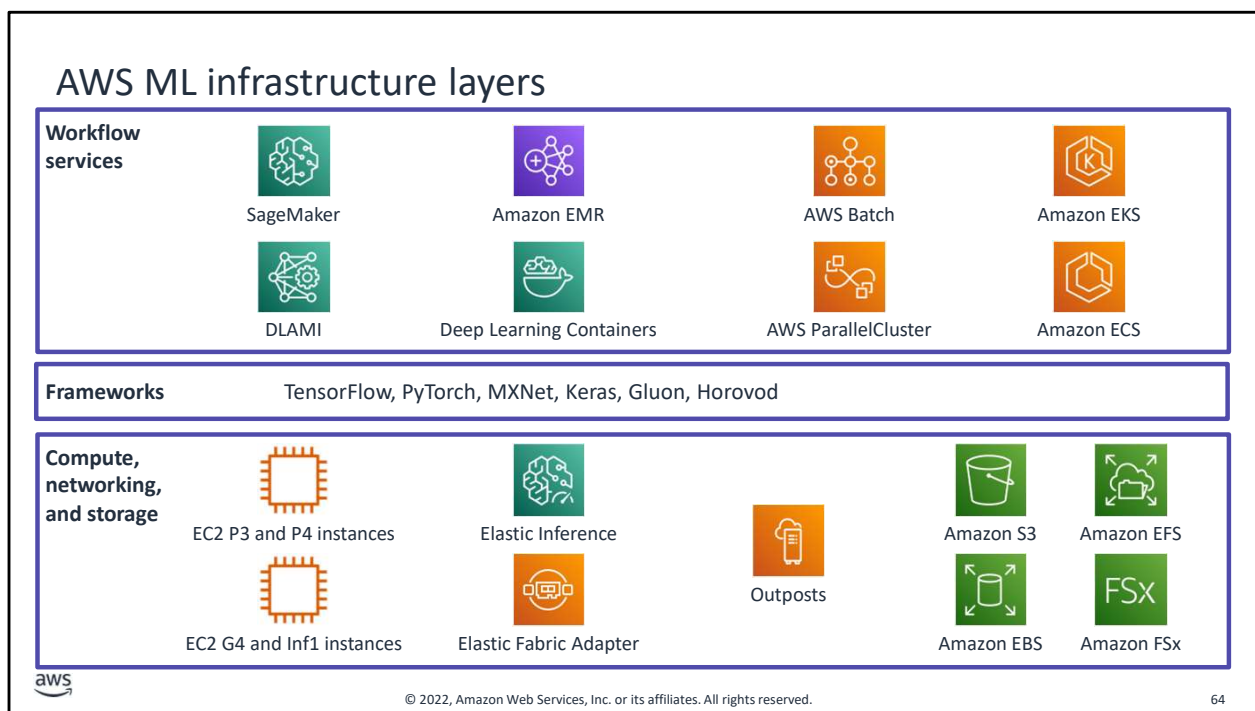 AWS ML infrastructure layers
Workflow
services
SageMaker
Amazon EMR
AWS Batch
K
Amazon EKS
DLAMI
Deep Learning Containers
AWS ParallelCluster
Amazon ECS
Frameworks
TensorFlow, PyTorch, MXNet, Keras, Gluon, Horovod
Compute,
networking,
and storage
EC2 P3 and P4 instances
Elastic Inference
Outposts
Amazon S3
Amazon EFS
EC2 G4 and Inf1 instances
Elastic Fabric Adapter
Amazon EBS
FSx
Amazon FSx
aws
© 2022, Amazon Web Services, Inc. or its affiliates. All rights reserved.
64